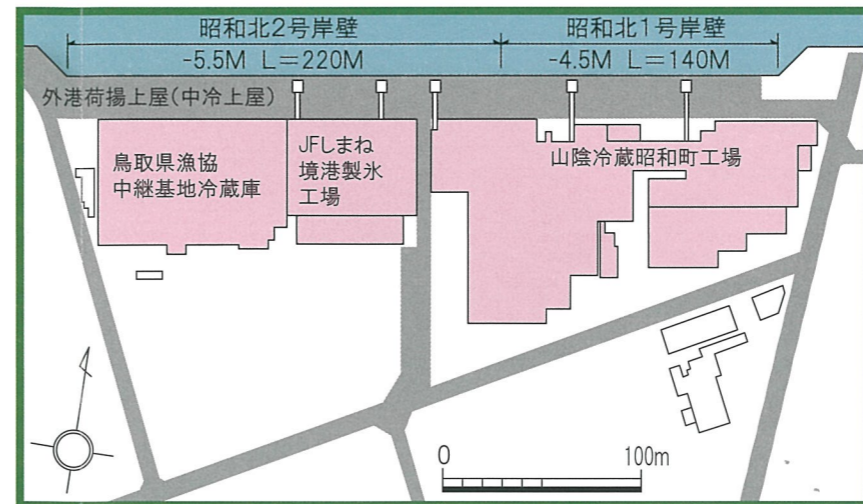 昭和北2号岸壁
昭和北1号岸壁
-5.5M L=220M
-4.5M L=140M
外港荷揚上屋(中冷上屋)
鳥取県漁協
中継基地冷蔵庫
JFしまね
境港製氷
工場
山陰冷蔵昭和町工場
0
100m